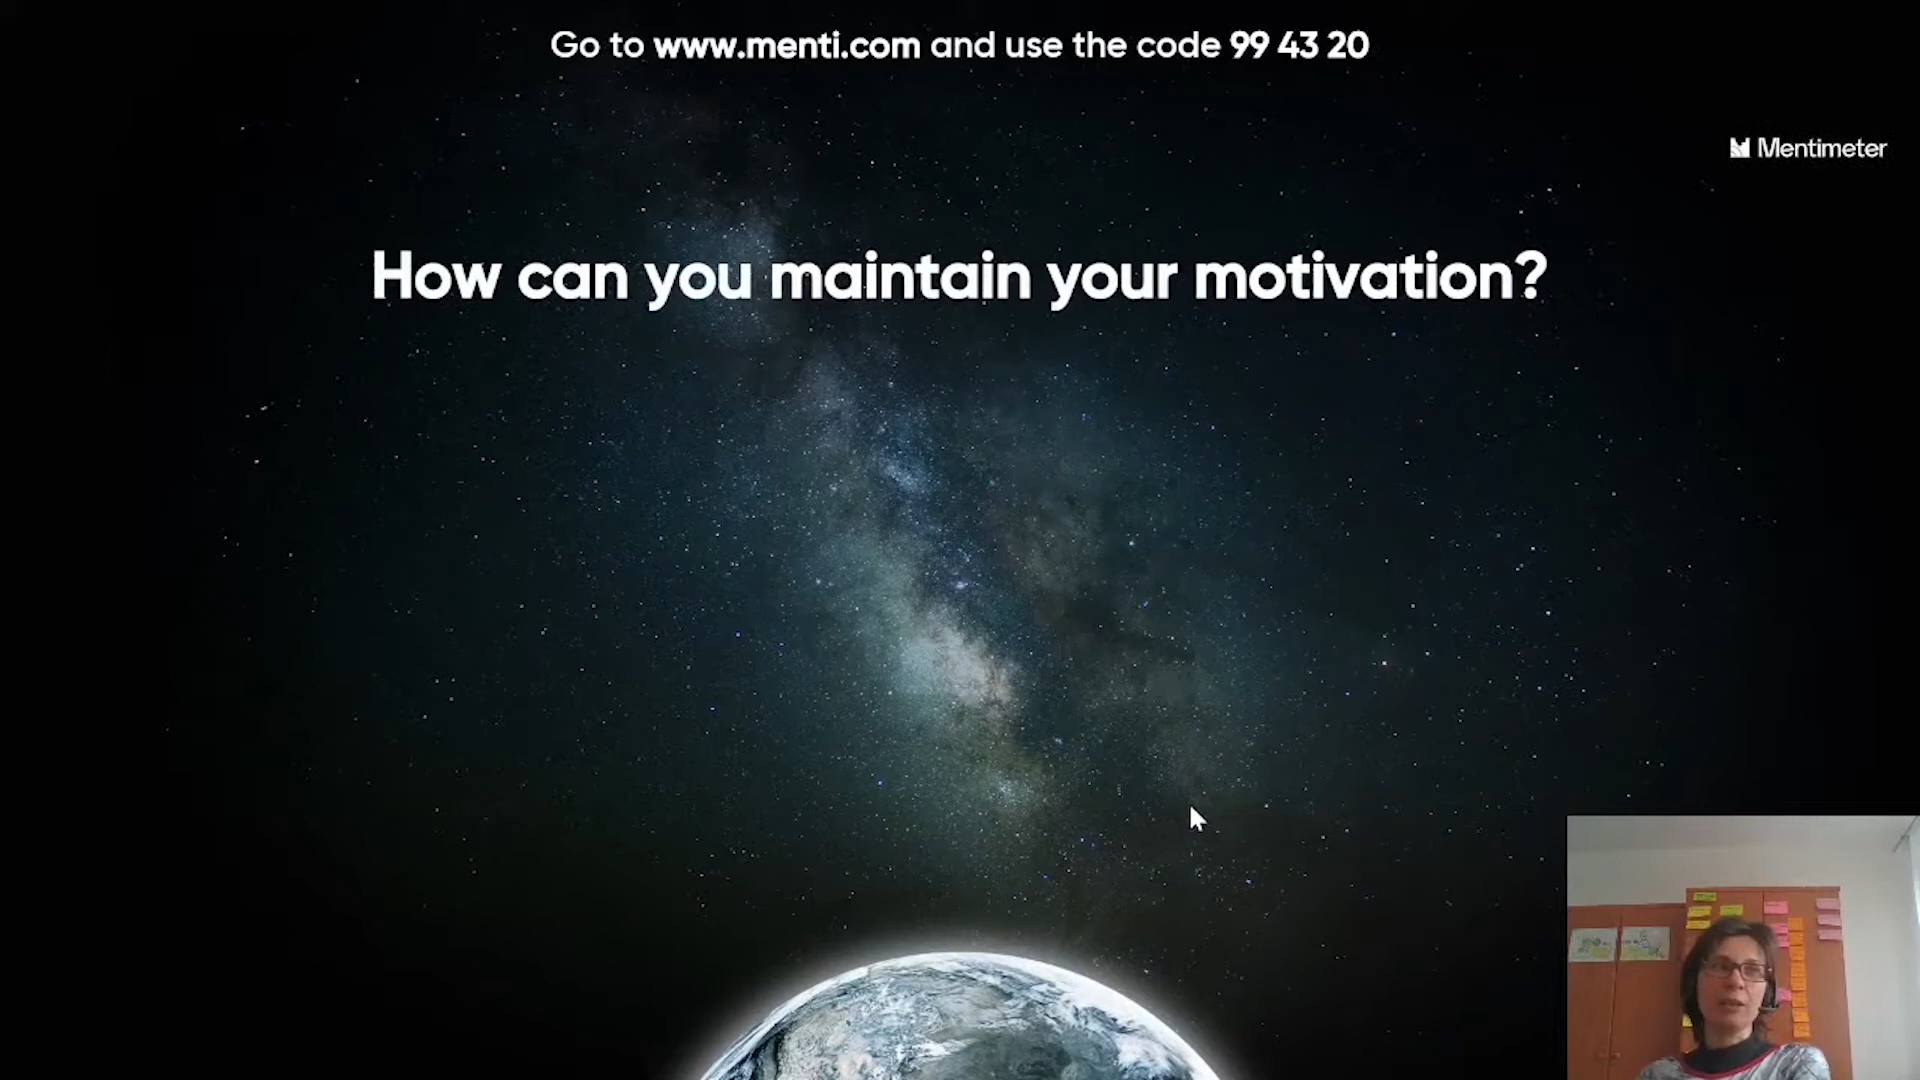 Go to www.menti.com and use the code 99 43 20
Mentimeter
How can you maintain your motivation?